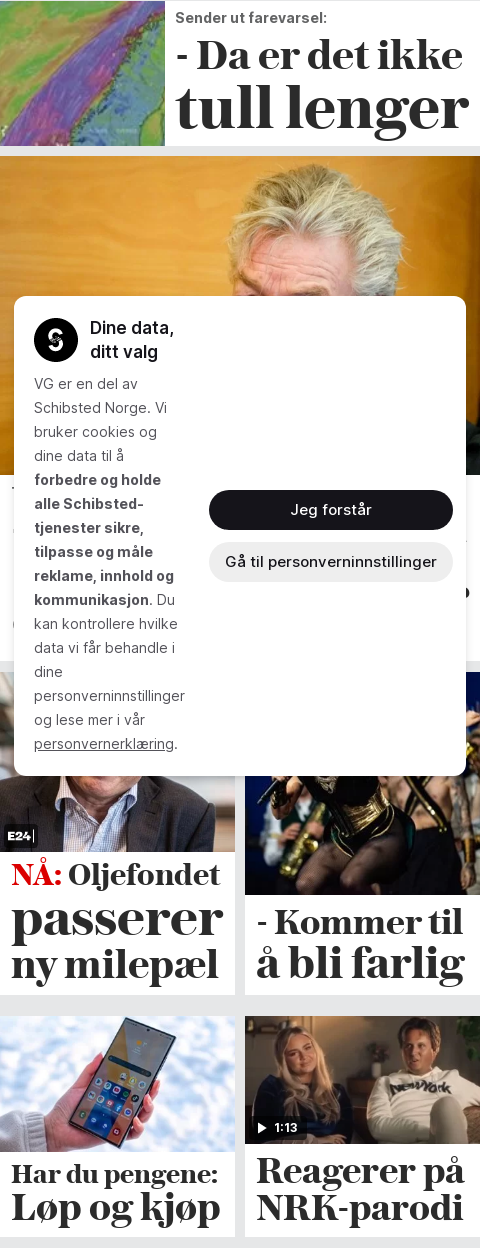 Sender ut farevarsel:
- Da er det ikke
tull lenger
Dine data,
ditt valg
VG er en del av
Schibsted Norge. Vi
bruker cookies og
dine data til å
forbedre og holde
alle Schibsted-
tjenester sikre,
tilpasse og måle
reklame, innhold og
kommunikasjon. Du
kan kontrollere hvilke
data vi får behandle i
dine
personverninnstillinger
og lese mer i vår
personvernerklæring.
Jeg forstår
Gå til personverninnstillinger
E24
NÅ: Oljefondet
passerer
ny milepæl
- Kommer til
å bli farlig
Har du pengene:
Løp og kjøp
NEW YORK
1:13
Reagerer på
NRK-parodi